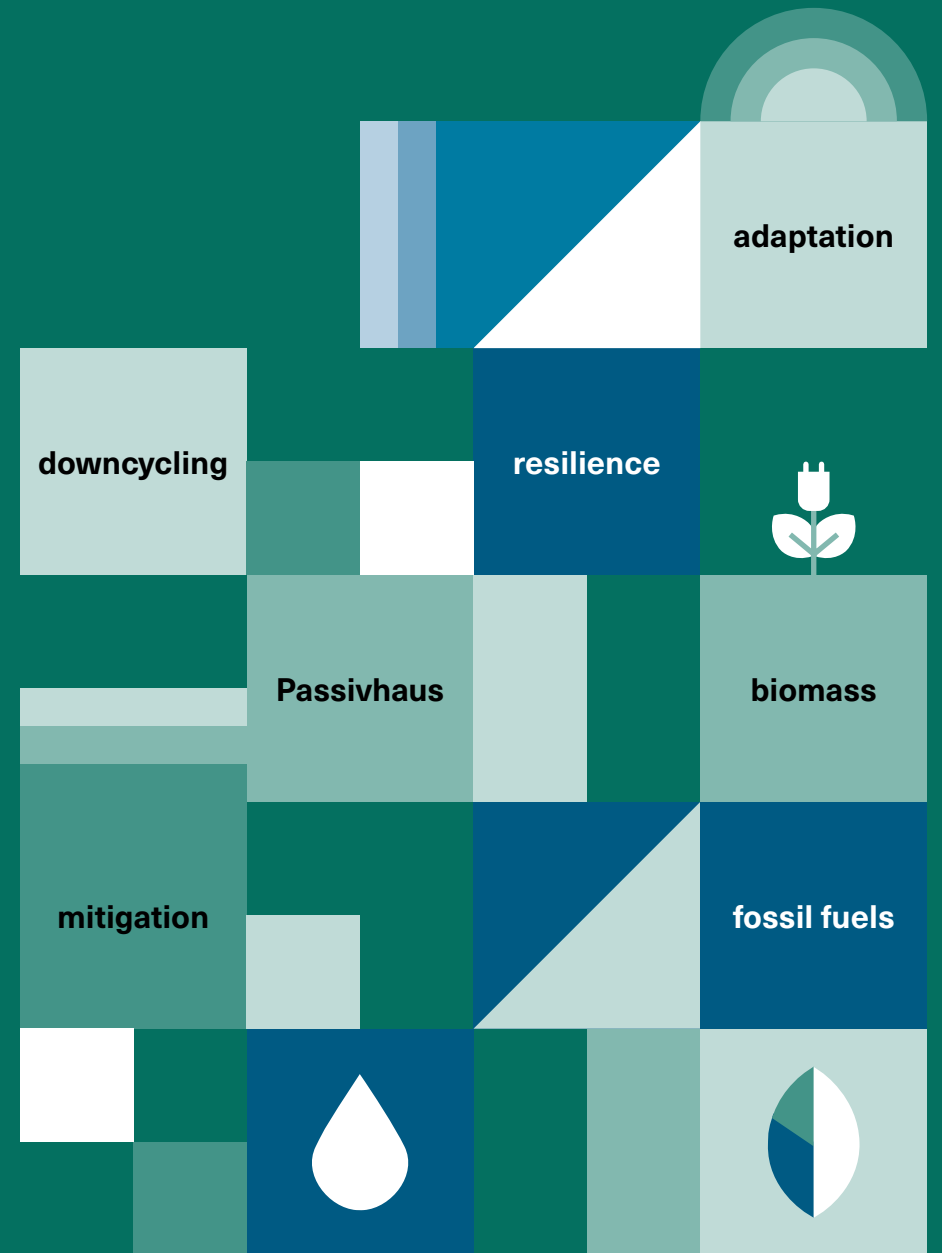 adaptation
downcycling
resilience
Passivhaus
biomass
mitigation
fossil fuels